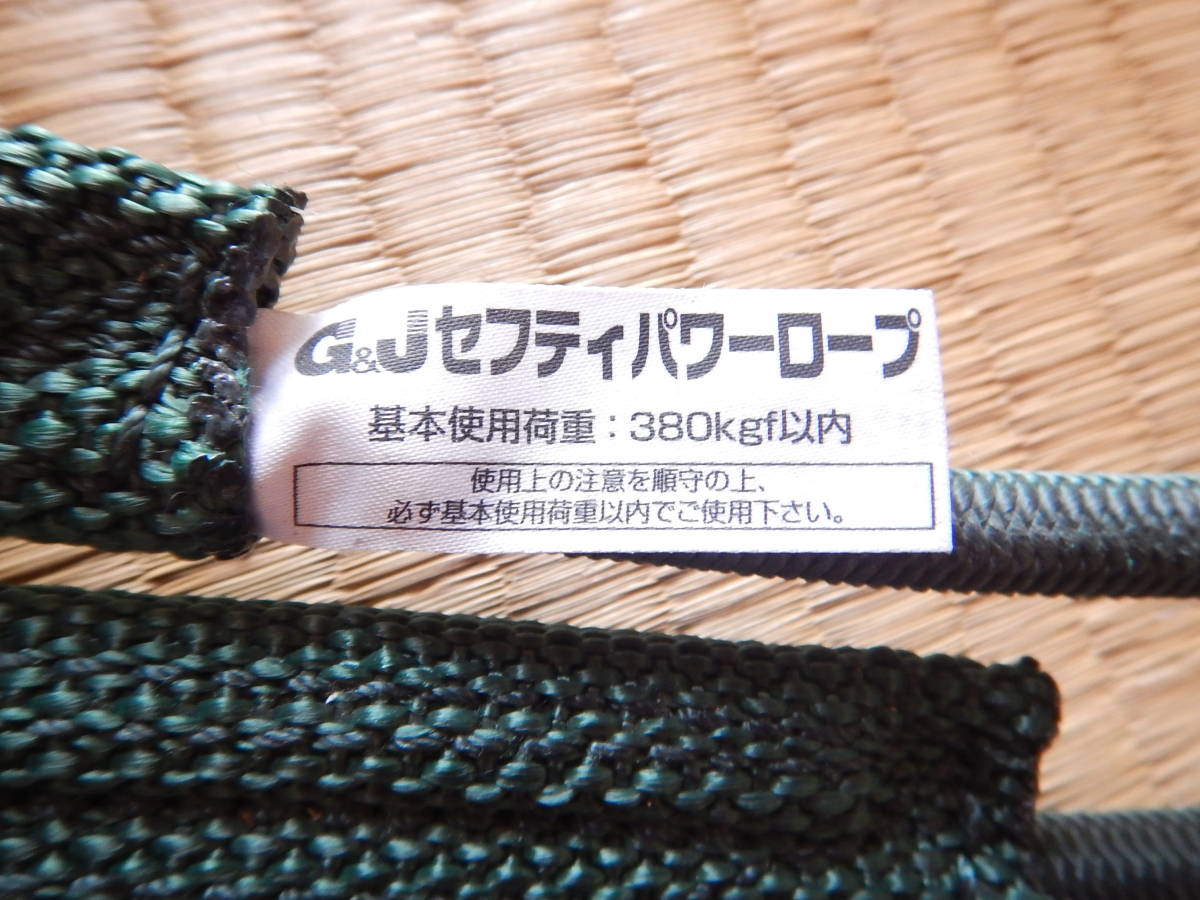 G&Jセフティパワーロープ
基本使用荷重：380kgf以内
使用上の注意を順守の上、
必ず基本使用荷重以内でご使用下さい。